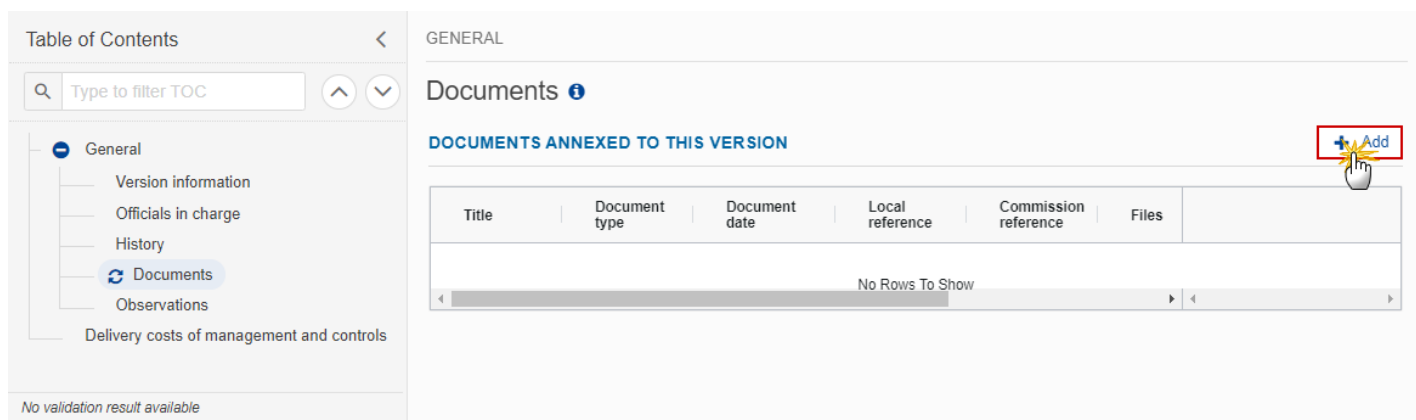 Table of Contents
Type to filter TOC
General
Version information
Officials in charge
History
Documents
Observations
Delivery costs of management and controls
No validation result available
GENERAL
Documents
DOCUMENTS ANNEXED TO THIS VERSION
Add
Title
Document type
Document date
Local reference
Commission reference
Files
No Rows To Show